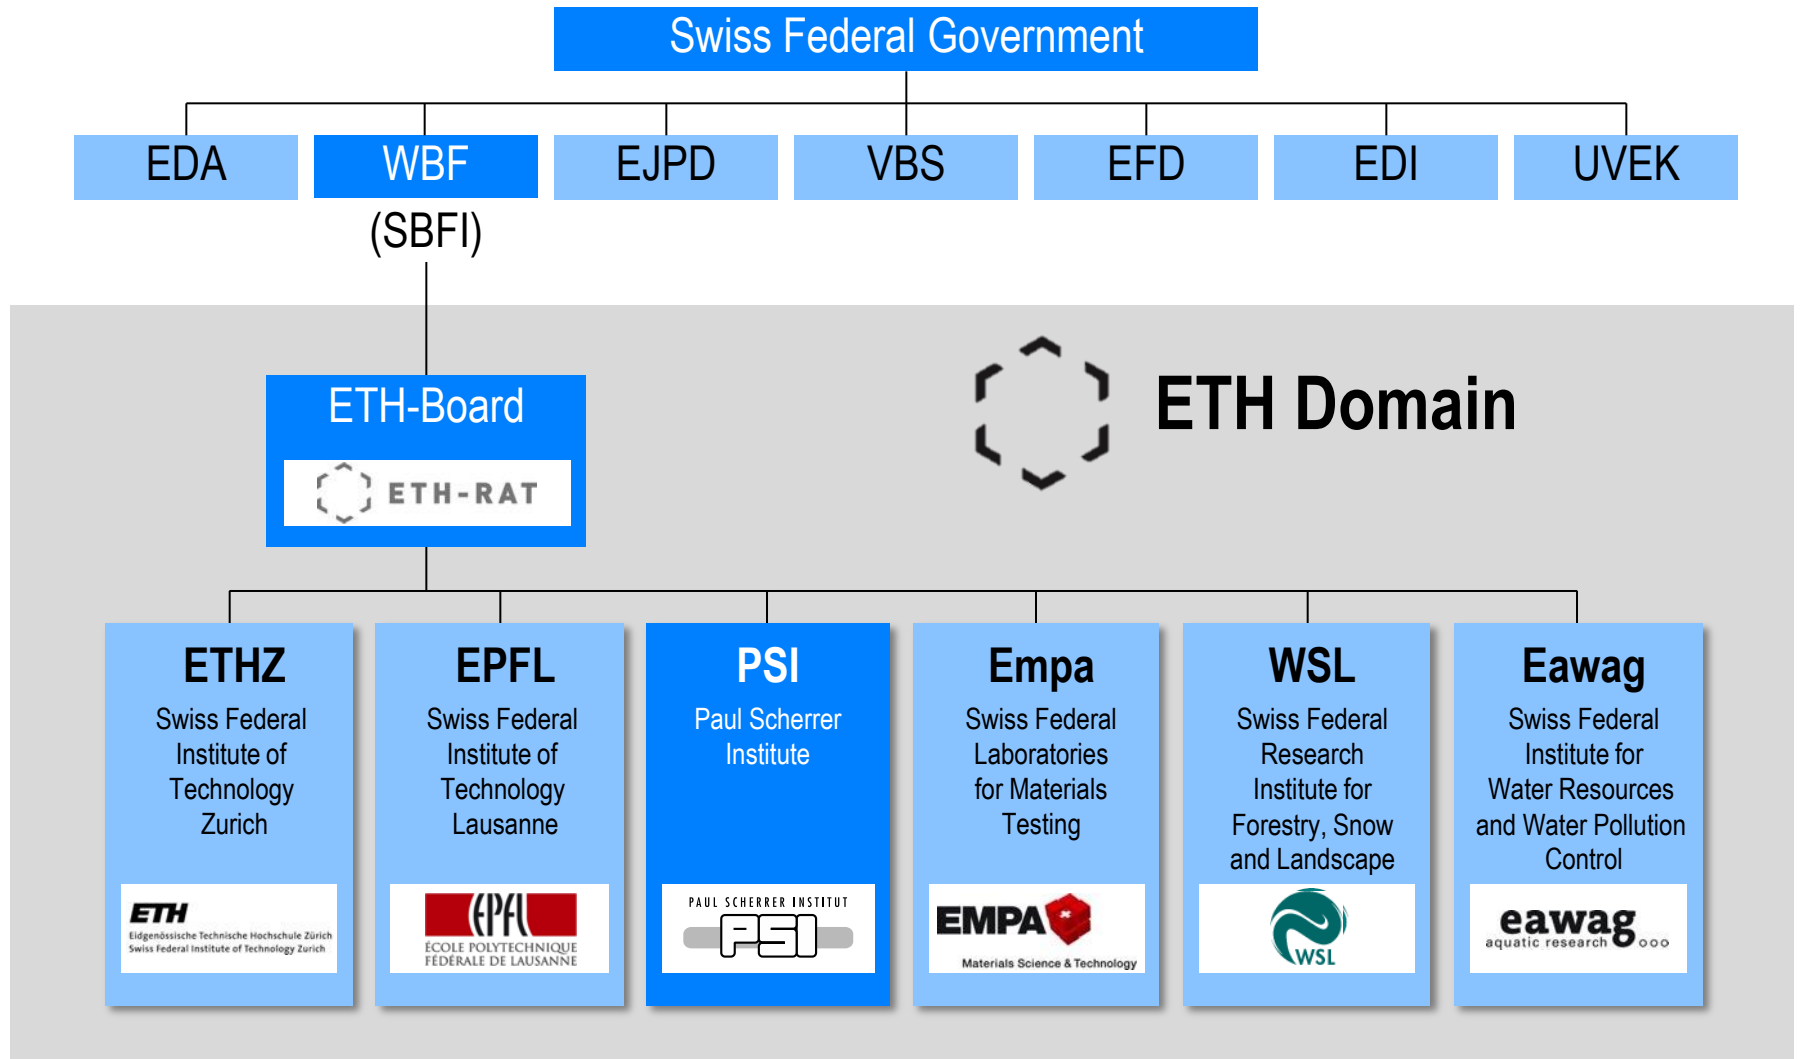 Swiss Federal Government
EDA
WBF
EJPD
VBS
EFD
EDI
UVEK
(SBFI)
ETH Domain
ETH-Board
ETH-RAT
ETHZ
Swiss Federal
Institute of
Technology
Zurich
ETH
Eidgenössische Technische Hochschule Zürich
Swiss Federal Institute of Technology Zurich
EPFL
Swiss Federal
Institute of
Technology
Lausanne
EPFL
ÉCOLE POLYTECHNIQUE
FÉDÉRALE DE LAUSANNE
PSI
Paul Scherrer
Institute
PAUL SCHERRER INSTITUT
PSI
Empa
Swiss Federal
Laboratories
for Materials
Testing
EMPA
Materials Science & Technology
WSL
Swiss Federal
Research
Institute for
Forestry, Snow
and Landscape
WSL
Eawag
Swiss Federal
Institute for
Water Resources
and Water Pollution
Control
eawag
aquatic research